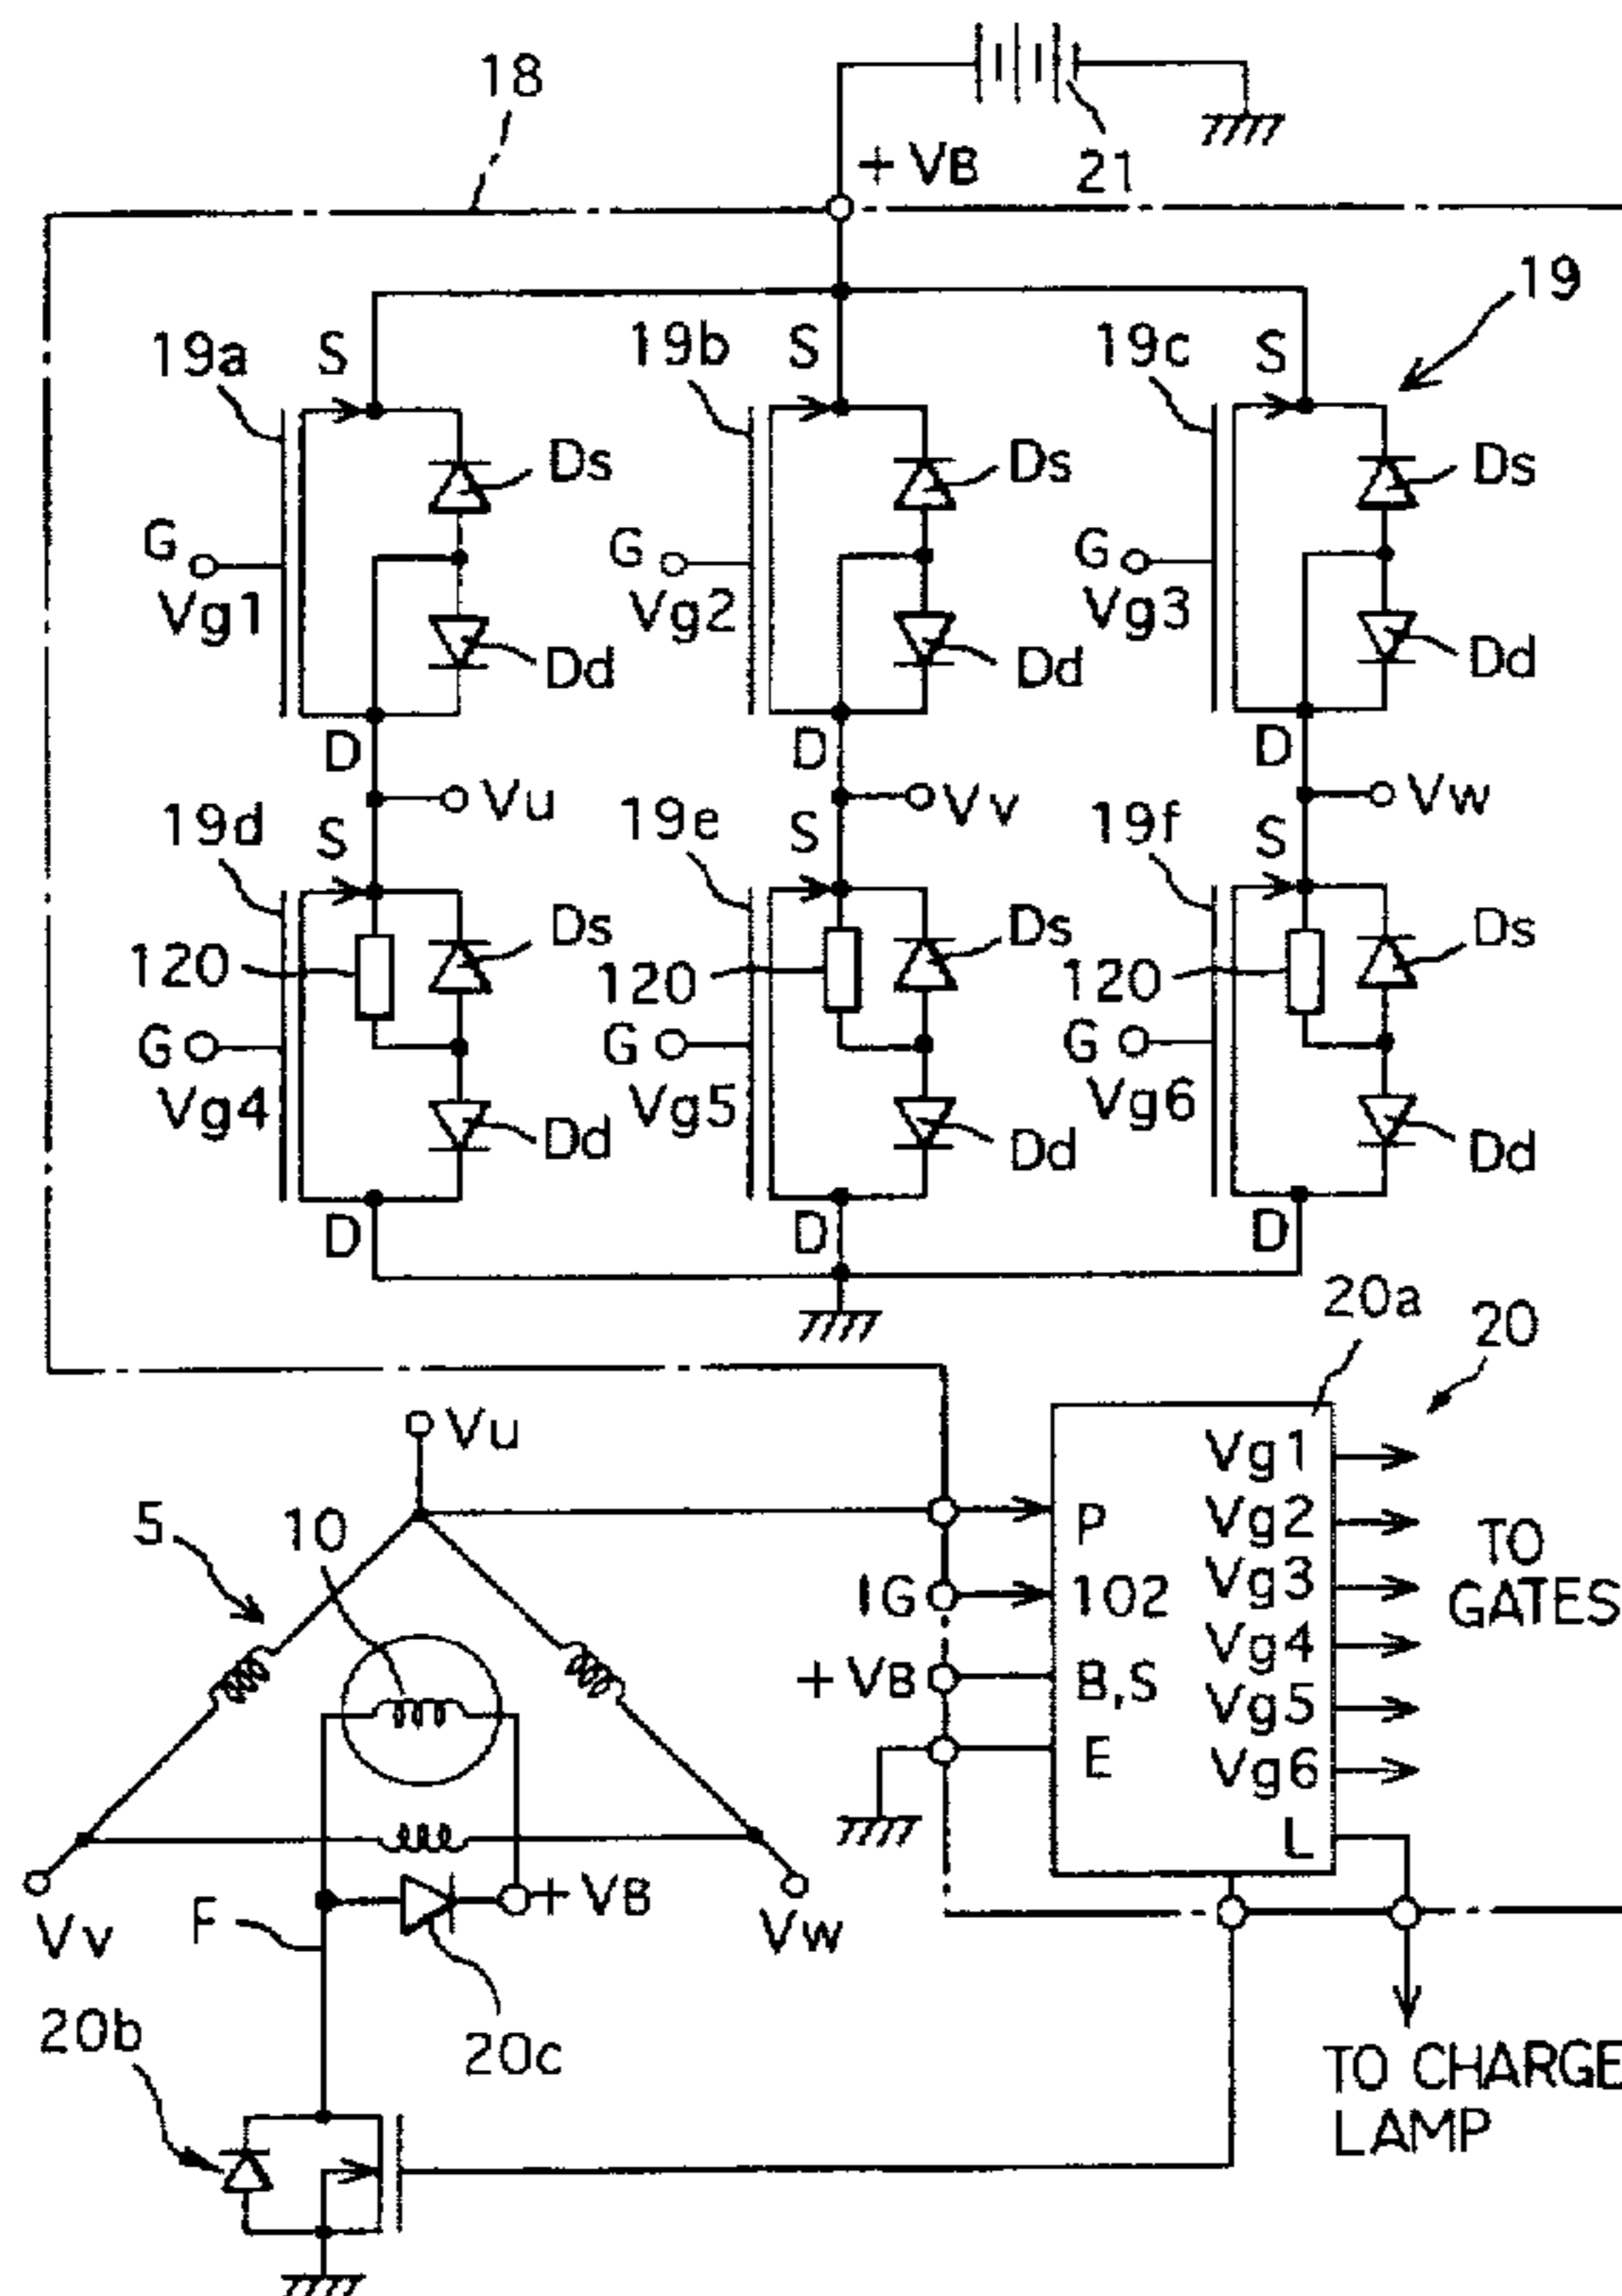 18
+ VB
21
19
19a
S
19b
S
19c
S
Ds
Ds
Ds
G
Vg1
G
Vg2
G
Vg3
Dd
Dd
Dd
D
D
D
Vu
Vv
Vw
19d
S
19e
S
19f
S
Ds
Ds
Ds
120
120
120
G
Vg4
G
Vg5
G
Vg6
Dd
Dd
Dd
D
D
D
20a
20
Vu
5
10
P
IG
102
+ VB
B,S
E
Vg1
Vg2
Vg3
Vg4
Vg5
Vg6
L
TO
GATES
Vv
F
+ VB
Vw
20b
20c
TO CHARGE
LAMP